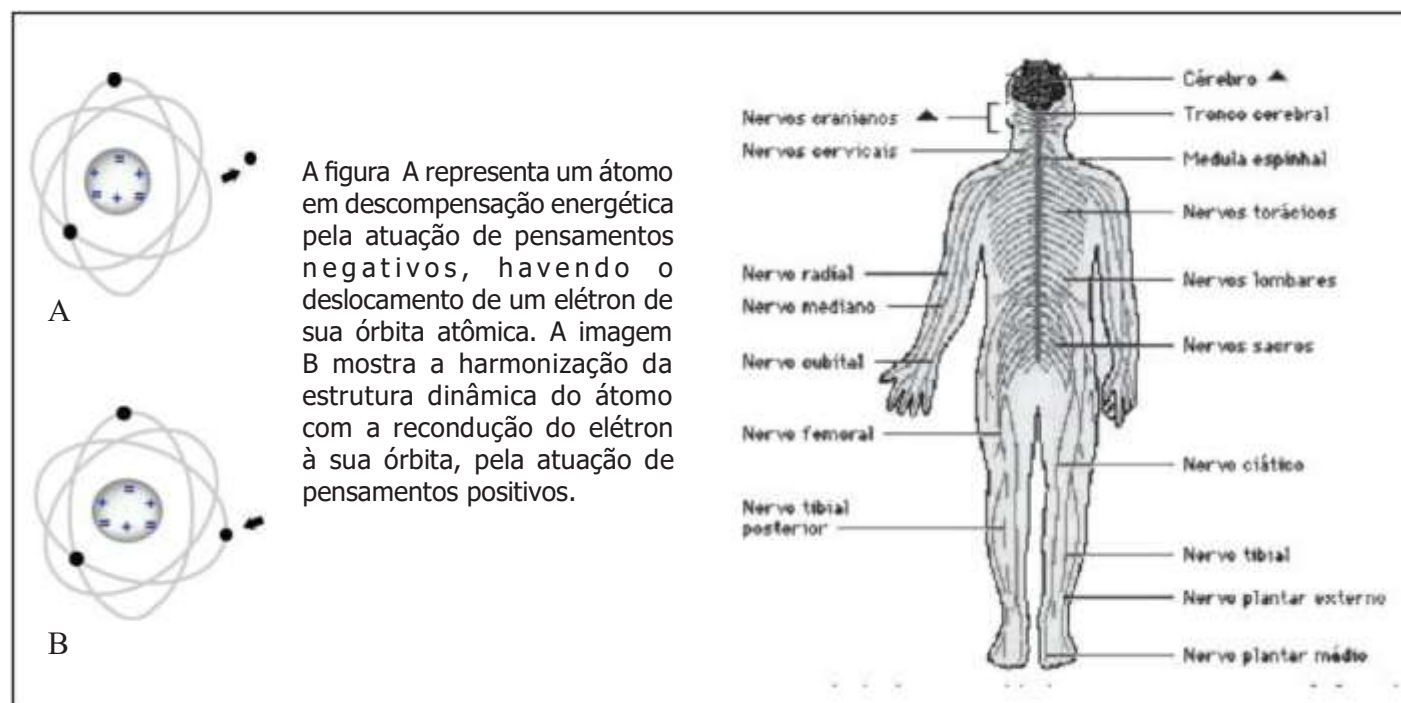 A figura A representa um átomo
em descompensação energética
pela atuação de pensamentos
negativos, havendo o
deslocamento de um elétron de
sua órbita atômica. A imagem
B mostra a harmonização da
estrutura dinâmica do átomo
com a recondução do elétron
à sua órbita, pela atuação de
pensamentos positivos.
A
B
Nervos cranianos
Nervos cervicais
Nervo radial
Nervo mediano
Nervo cubital
Nervo femoral
Nervo tibial
posterior
Cérebro
Tronco cerebral
Medula espinhal
Nervos torácicos
Nervos lombares
Nervos sacros
Nervo ciático
Nervo tibial
Nervo plantar externo
Nervo plantar médio